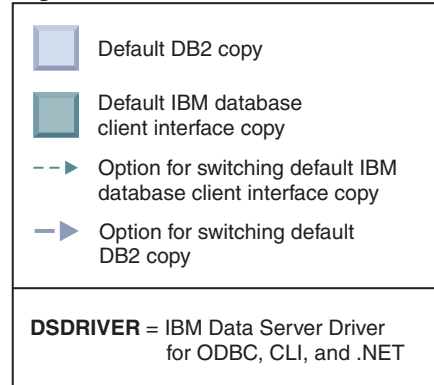 Default DB2 copy
Default IBM database
client interface copy
Option for switching default IBM
database client interface copy
Option for switching default
DB2 copy
DSDRIVER = IBM Data Server Driver
for ODBC, CLI, and .NET